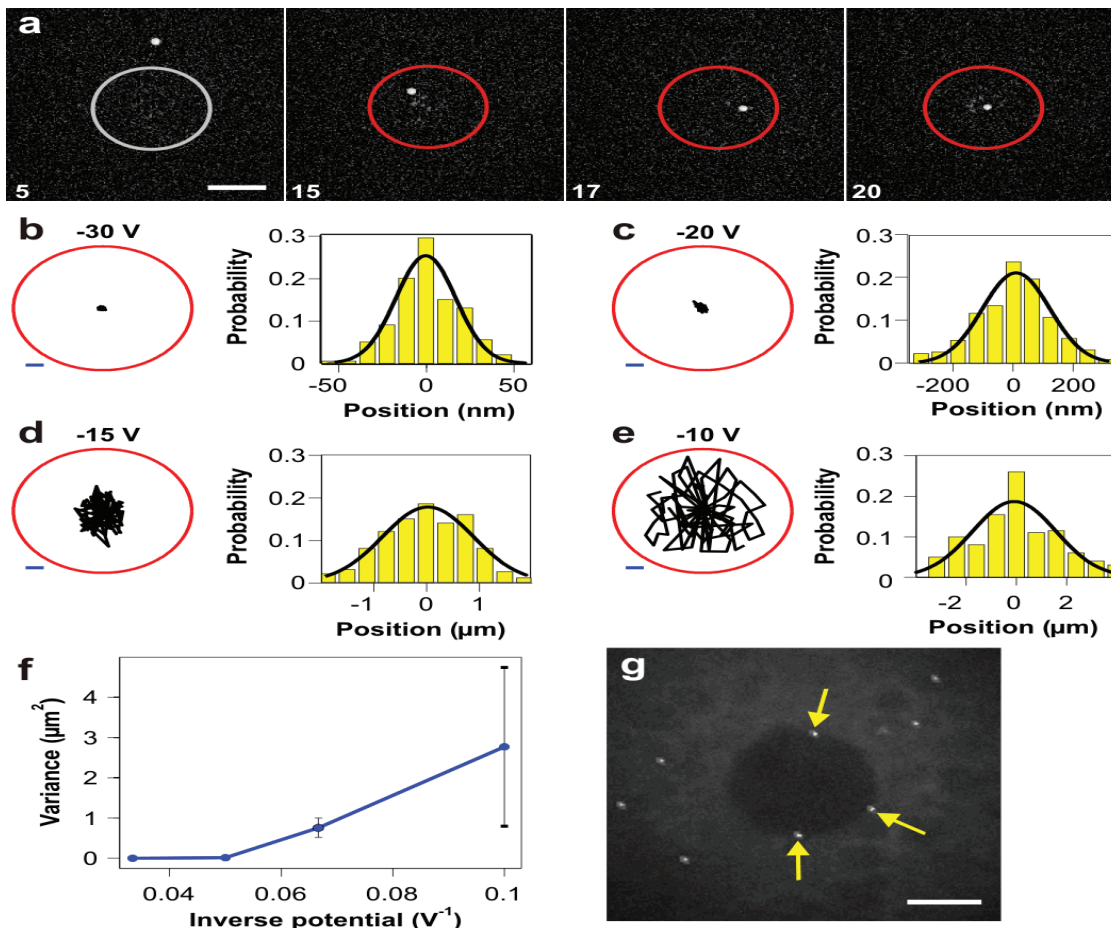 a
5
15
17
20
b
-30 V
Probability
0.3
0.2
0.1
0
-50
0
50
Position (nm)
c
-20 V
Probability
0.3
0.2
0.1
0
-200
0
200
Position (nm)
d
-15 V
Probability
0.3
0.2
0.1
0
-1
0
1
Position (µm)
e
-10 V
Probability
0.3
0.2
0.1
0
-2
0
2
Position (µm)
f
Variance (µm²)
4
3
2
1
0
0.04
0.06
0.08
0.1
Inverse potential (V⁻¹)
g